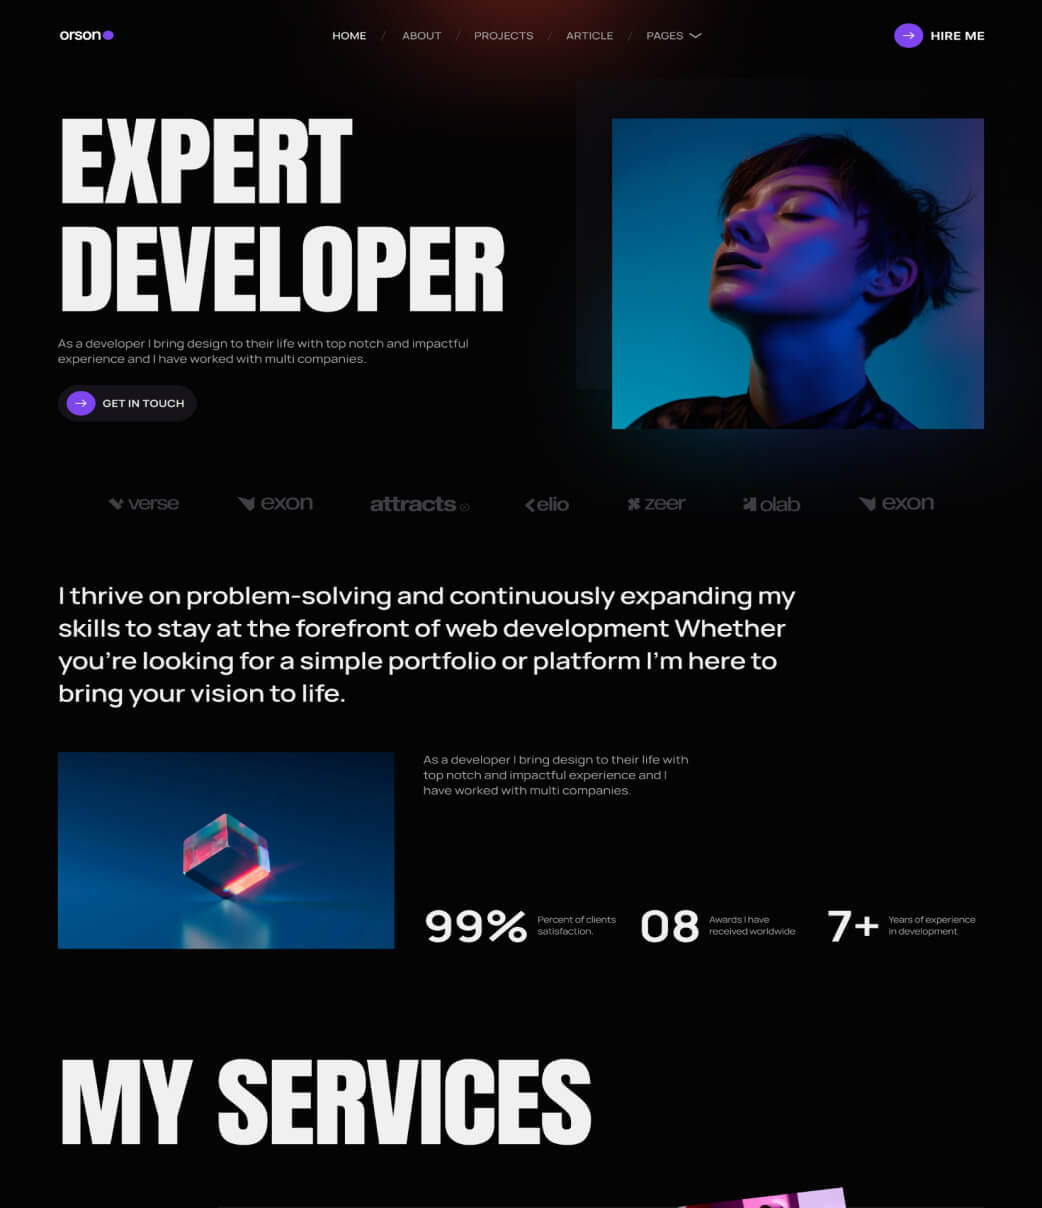 orson
HOME / ABOUT / PROJECTS / ARTICLE / PAGES
HIRE ME
EXPERT
DEVELOPER
As a developer I bring design to their life with top notch and impactful
experience and I have worked with multi companies.
GET IN TOUCH
verse exon attracts ® elio zeer olab exon
I thrive on problem-solving and continuously expanding my
skills to stay at the forefront of web development Whether
you’re looking for a simple portfolio or platform I’m here to
bring your vision to life.
As a developer I bring design to their life with
top notch and impactful experience and I
have worked with multi companies.
99% Percent of clients
satisfaction.
08 Awards I have
received worldwide
7+ Years of experience
in development
MY SERVICES